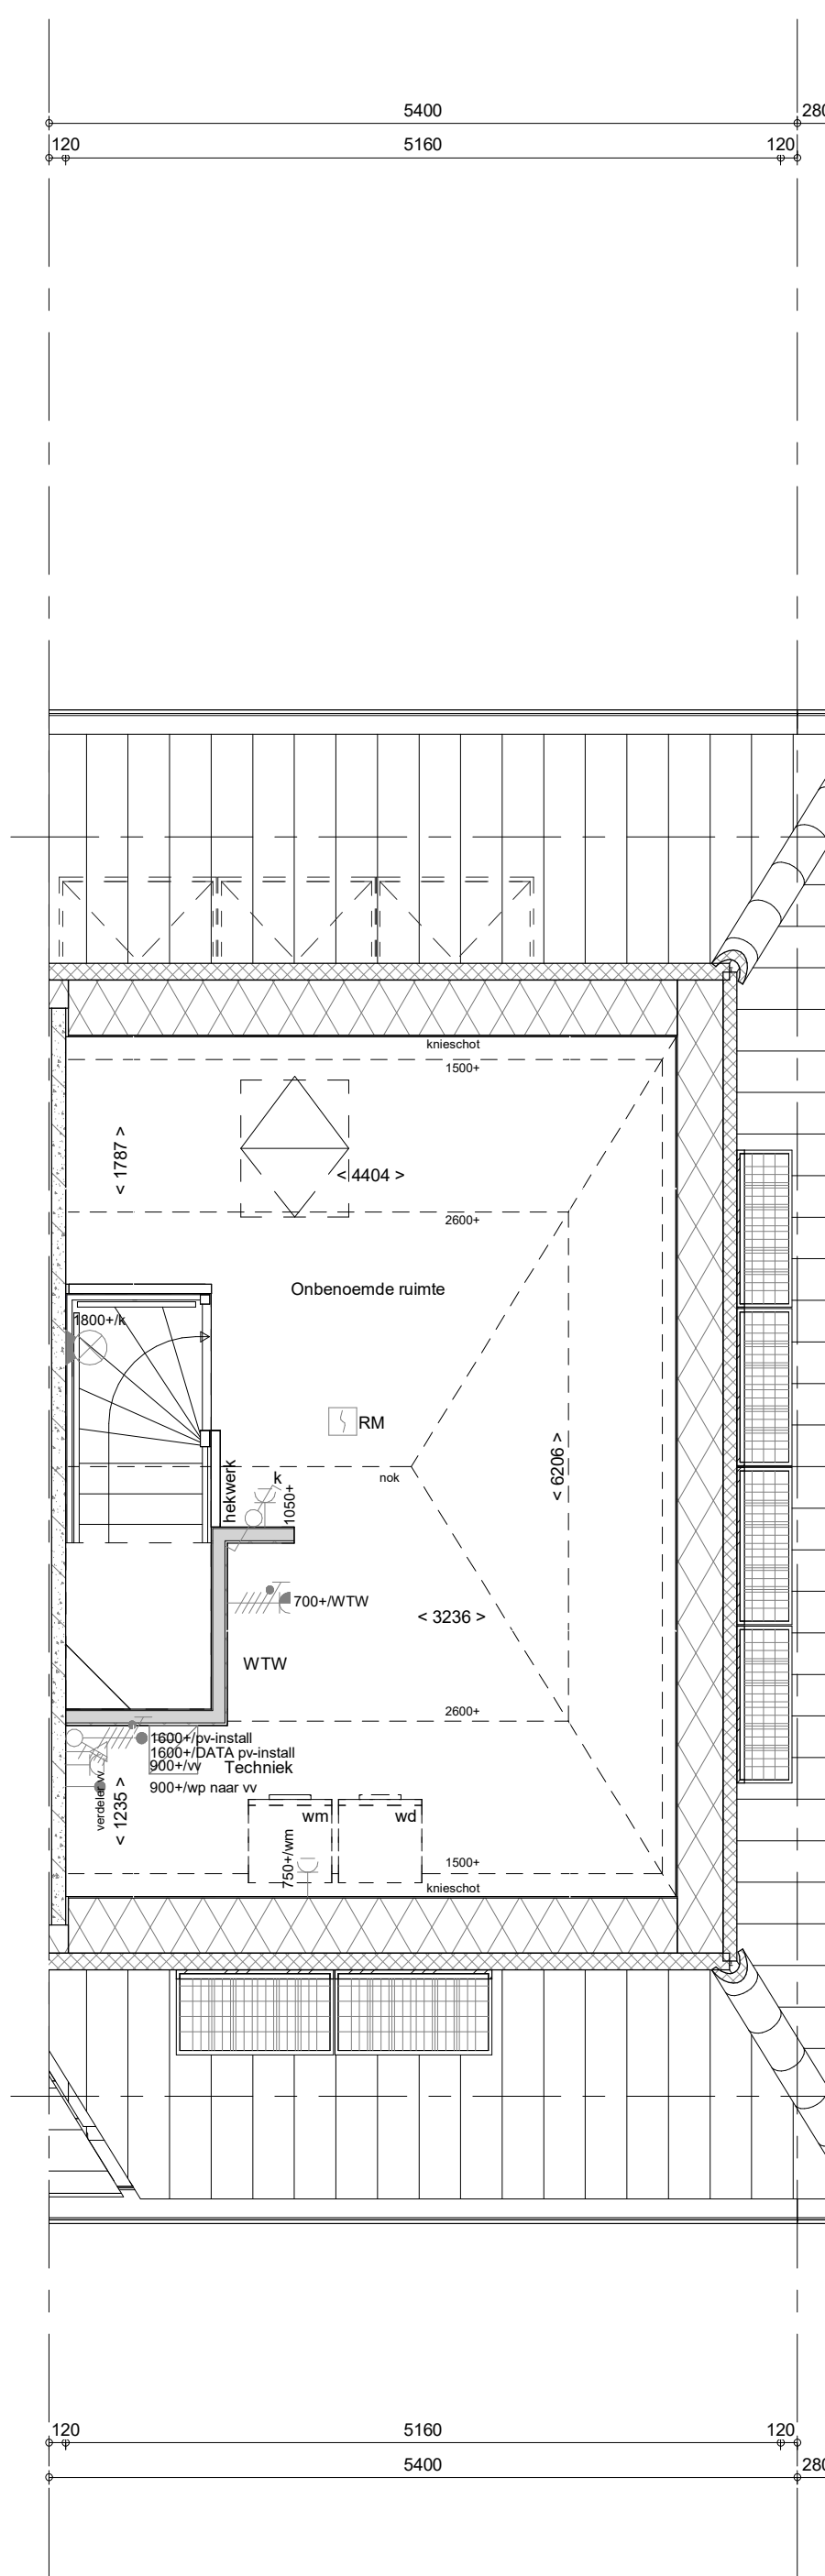 5400
280
120
5160
120
knieschot
1500+
< 1787 >
< 4404 >
2600+
Onbenoemde ruimte
1800+/k
RM
< 6206 >
nok
hekwerk
k
1050+
700+/WTW
< 3236 >
WTW
2600+
1600+/pv-install
1600+/DATA pv-install
900+/vv
Techniek
900+/wp naar vv
verdeler vv
< 1235 >
wm
wd
750+/wm
1500+
knieschot
120
5160
120
5400
280